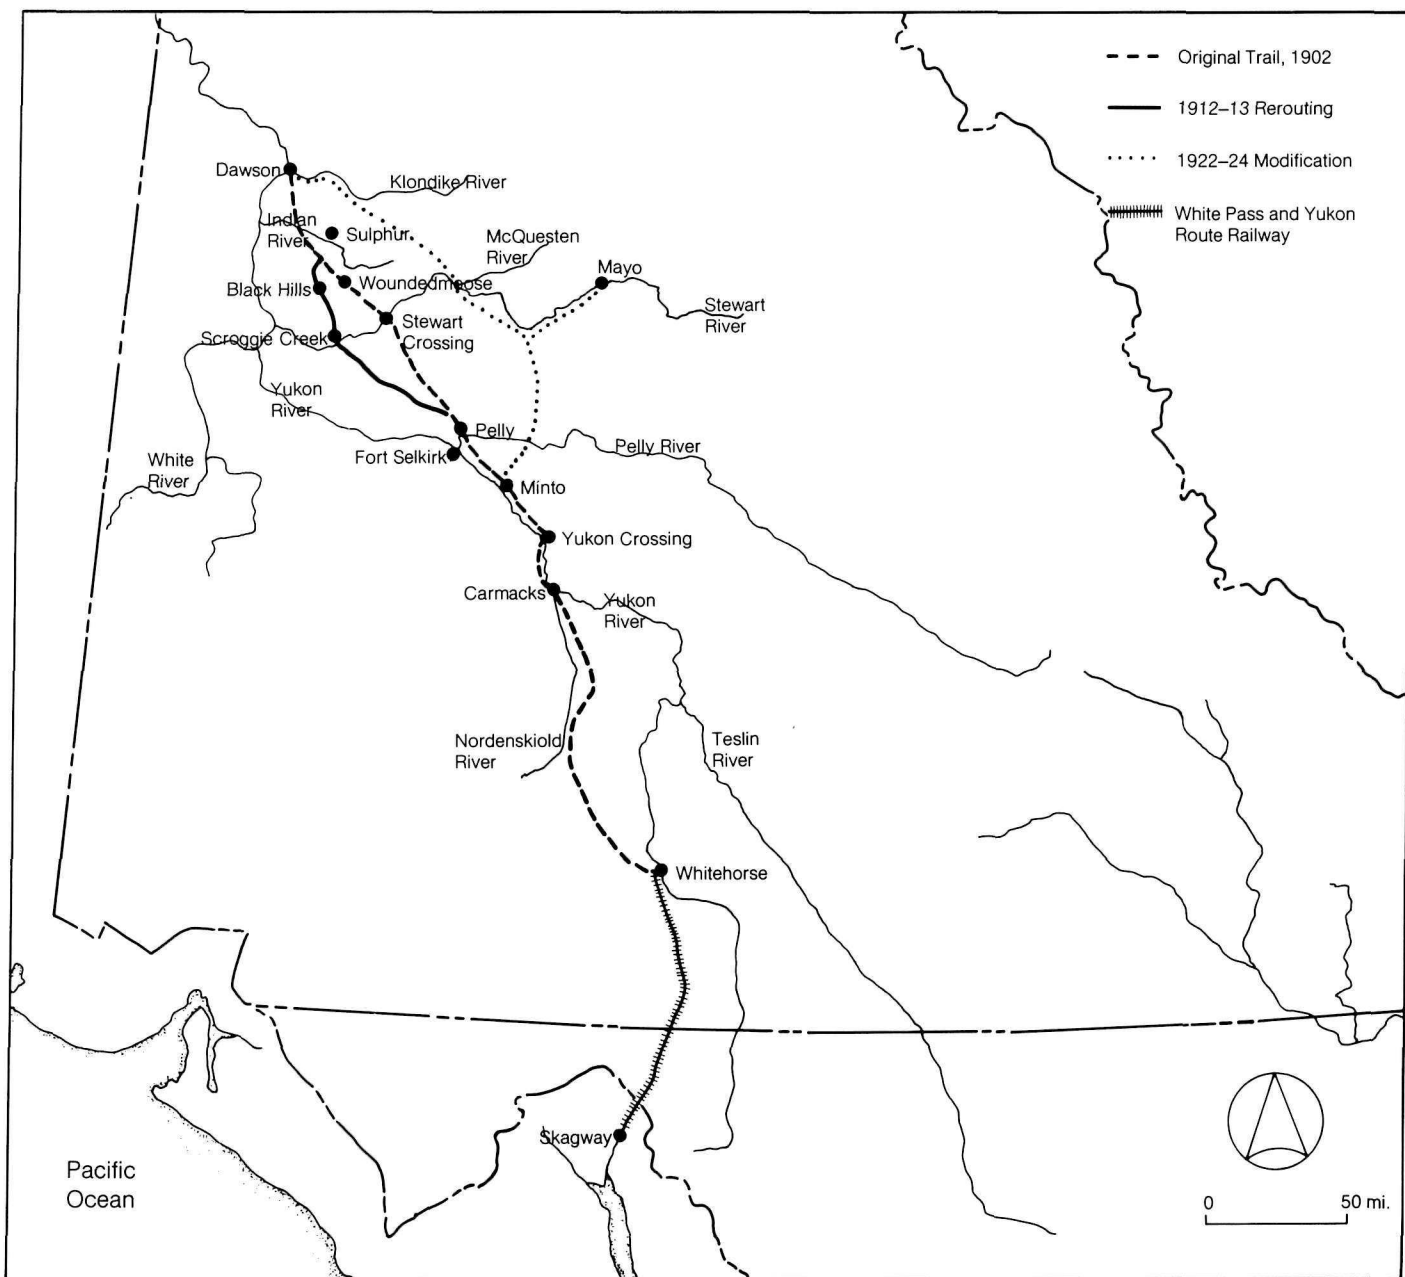 Original Trail, 1902
1912–13 Rerouting
1922–24 Modification
White Pass and Yukon
Route Railway
Dawson
Klondike River
Indian
River
Sulphur
McQuesten
River
Mayo
Black Hills
Woundedmoose
Stewart
River
Scroggie Creek
Stewart
Crossing
Yukon
River
Pelly
Pelly River
Fort Selkirk
White
River
Minto
Yukon Crossing
Carmacks
Yukon
River
Nordenskiold
River
Teslin
River
Whitehorse
Skagway
Pacific
Ocean
0 50 mi.